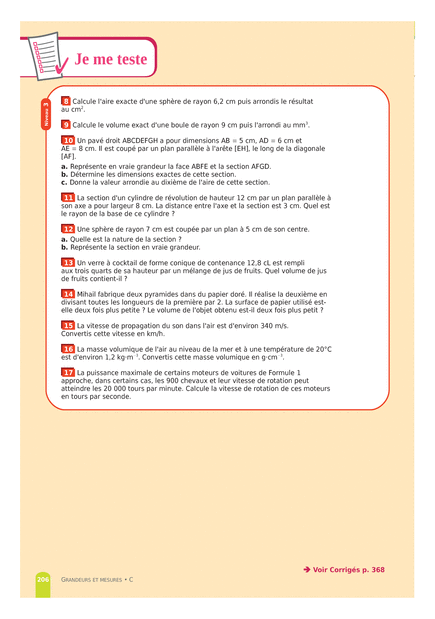 Je me teste
Niveau 3
8 Calcule l'aire exacte d'une sphère de rayon 6,2 cm puis arrondis le résultat
au cm².
9 Calcule le volume exact d'une boule de rayon 9 cm puis l'arrondi au mm³.
10 Un pavé droit ABCDEFGH a pour dimensions AB = 5 cm, AD = 6 cm et
AE = 8 cm. Il est coupé par un plan parallèle à l'arête [EH], le long de la diagonale
[AF].
a. Représente en vraie grandeur la face ABFE et la section AFGD.
b. Détermine les dimensions exactes de cette section.
c. Donne la valeur arrondie au dixième de l'aire de cette section.
11 La section d'un cylindre de révolution de hauteur 12 cm par un plan parallèle à
son axe a pour largeur 8 cm. La distance entre l'axe et la section est 3 cm. Quel est
le rayon de la base de ce cylindre ?
12 Une sphère de rayon 7 cm est coupée par un plan à 5 cm de son centre.
a. Quelle est la nature de la section ?
b. Représente la section en vraie grandeur.
13 Un verre à cocktail de forme conique de contenance 12,8 cL est rempli
aux trois quarts de sa hauteur par un mélange de jus de fruits. Quel volume de jus
de fruits contient-il ?
14 Mihail fabrique deux pyramides dans du papier doré. Il réalise la deuxième en
divisant toutes les longueurs de la première par 2. La surface de papier utilisé est-
elle deux fois plus petite ? Le volume de l'objet obtenu est-il deux fois plus petit ?
15 La vitesse de propagation du son dans l'air est d'environ 340 m/s.
Convertis cette vitesse en km/h.
16 La masse volumique de l'air au niveau de la mer et à une température de 20°C
est d'environ 1,2 kg·m⁻³. Convertis cette masse volumique en g·cm⁻³.
17 La puissance maximale de certains moteurs de voitures de Formule 1
approche, dans certains cas, les 900 chevaux et leur vitesse de rotation peut
atteindre les 20 000 tours par minute. Calcule la vitesse de rotation de ces moteurs
en tours par seconde.
➔ Voir Corrigés p. 368
206 GRANDEURS ET MESURES • C